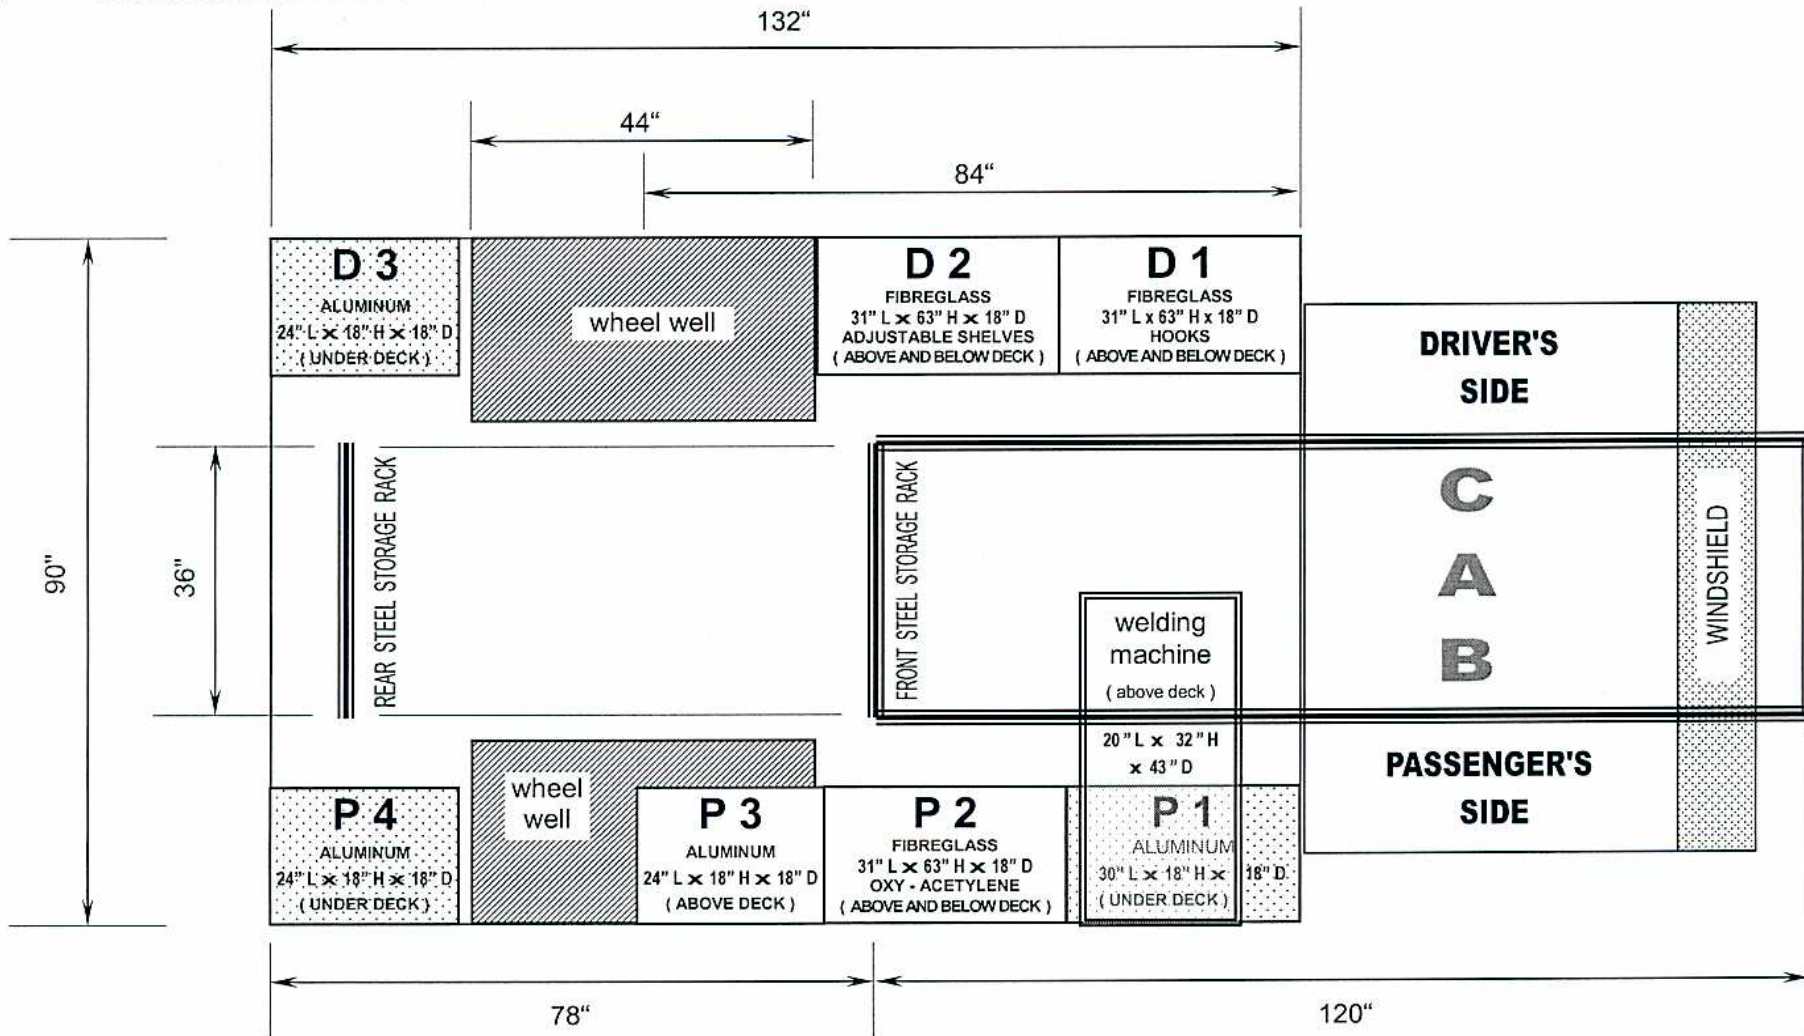 132“
44“
84“
D 3
ALUMINUM
24" L x 18" H x 18" D
( UNDER DECK )
wheel well
D 2
FIBREGLASS
31" L x 63" H x 18" D
ADJUSTABLE SHELVES
( ABOVE AND BELOW DECK )
D 1
FIBREGLASS
31" L x 63" H x 18" D
HOOKS
( ABOVE AND BELOW DECK )
DRIVER'S
SIDE
90"
36"
REAR STEEL STORAGE RACK
FRONT STEEL STORAGE RACK
C
A
B
WINDSHIELD
welding
machine
( above deck )
20" L x 32" H
x 43" D
PASSENGER'S
SIDE
P 4
ALUMINUM
24" L x 18" H x 18" D
( UNDER DECK )
wheel
well
P 3
ALUMINUM
24" L x 18" H x 18" D
( ABOVE DECK )
P 2
FIBREGLASS
31" L x 63" H x 18" D
OXY - ACETYLENE
( ABOVE AND BELOW DECK )
P 1
ALUMINUM
30" L x 18" H x 18" D
( UNDER DECK )
78“
120“